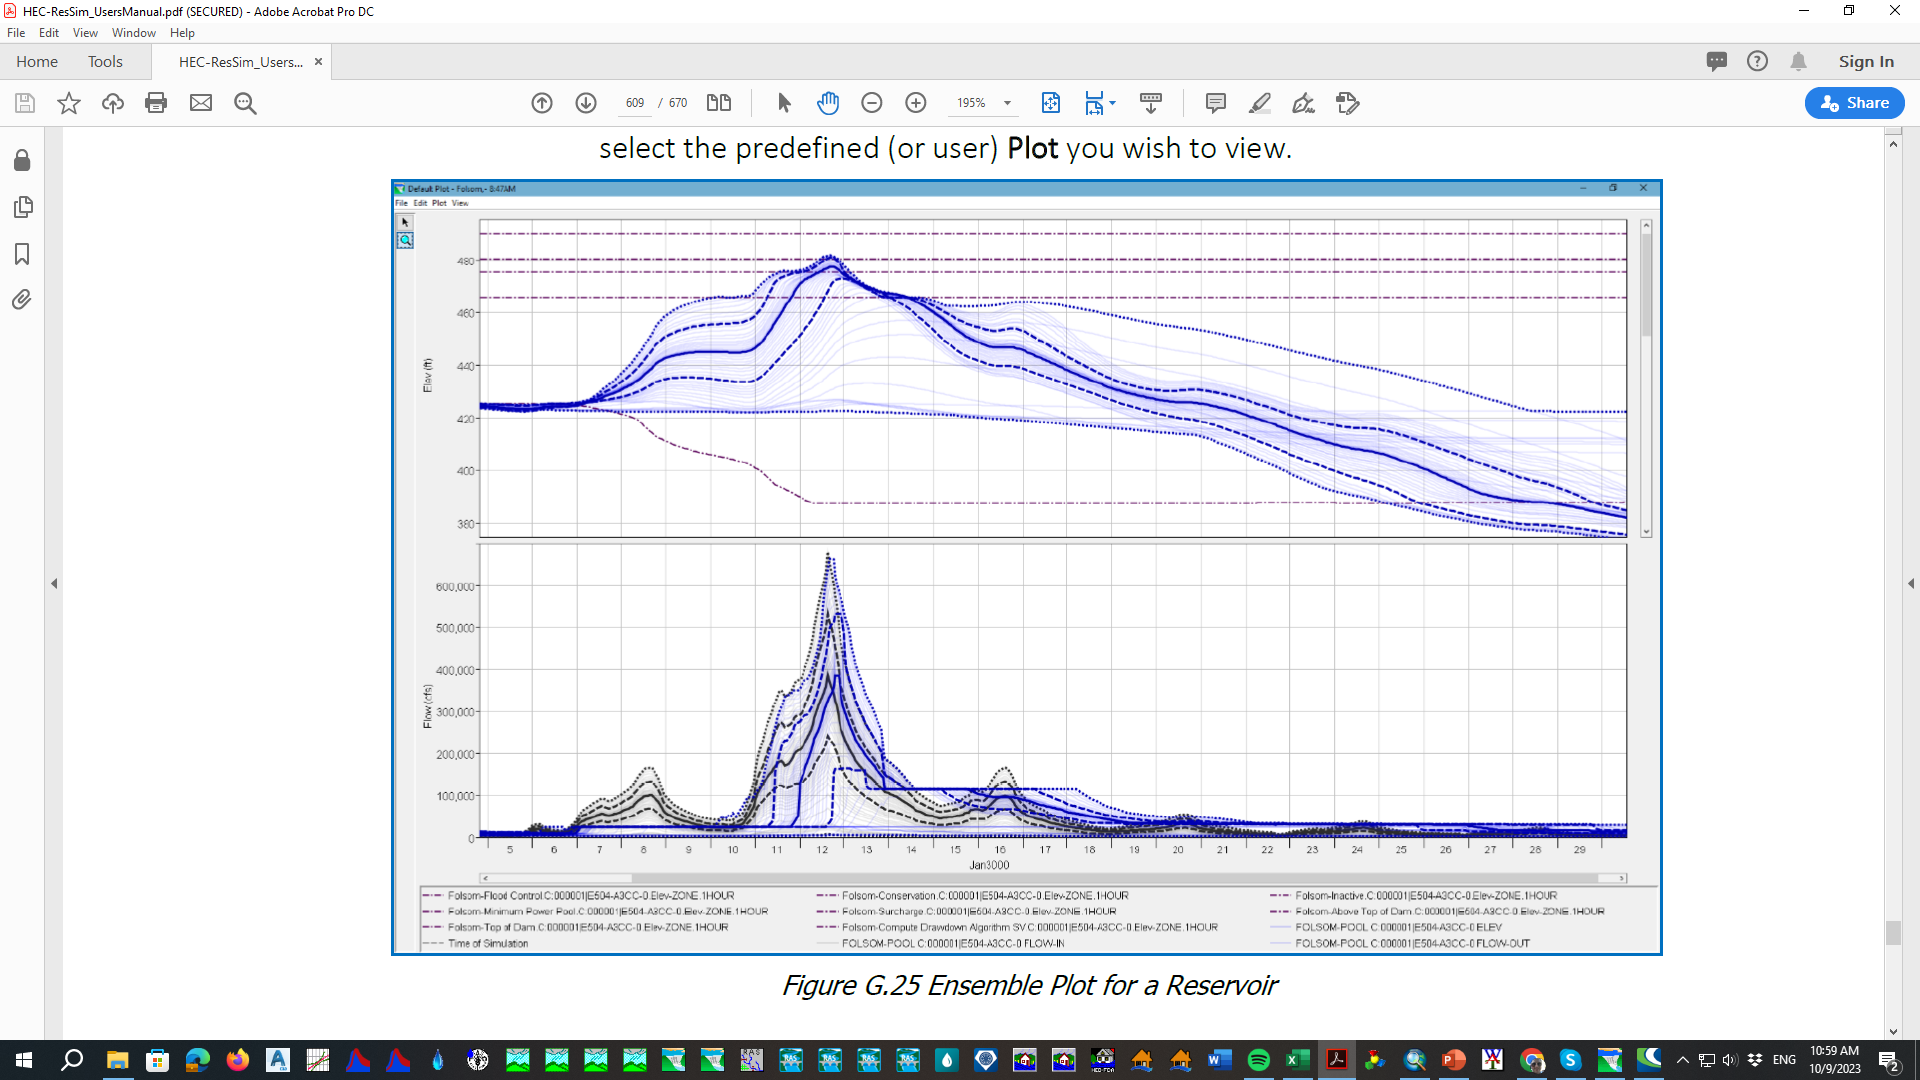 HEC-ResSim_UsersManual.pdf (SECURED) - Adobe Acrobat Pro DC
File Edit View Window Help
Home Tools HEC-ResSim_Users... × Sign In
609 / 670 195% Share
select the predefined (or user) Plot you wish to view.
Default Plot - Folsom,- 8:47AM
File Edit Plot View
480
460
440
420
400
380
Elev (ft)
600,000
500,000
400,000
300,000
200,000
100,000
0
Flow (cfs)
5 6 7 8 9 10 11 12 13 14 15 16 17 18 19 20 21 22 23 24 25 26 27 28 29
Jan3000
Folsom-Flood Control.C:000001|E504-A3CC-0.Elev-ZONE.1HOUR Folsom-Conservation.C:000001|E504-A3CC-0.Elev-ZONE.1HOUR Folsom-Inactive.C:000001|E504-A3CC-0.Elev-ZONE.1HOUR
Folsom-Minimum Power Pool.C:000001|E504-A3CC-0.Elev-ZONE.1HOUR Folsom-Surcharge.C:000001|E504-A3CC-0.Elev-ZONE.1HOUR Folsom-Above Top of Dam.C:000001|E504-A3CC-0.Elev-ZONE.1HOUR
Folsom-Top of Dam.C:000001|E504-A3CC-0.Elev-ZONE.1HOUR Folsom-Compute Drawdown Algorithm SV.C:000001|E504-A3CC-0.Elev-ZONE.1HOUR FOLSOM-POOL C:000001|E504-A3CC-0 ELEV
Time of Simulation FOLSOM-POOL C:000001|E504-A3CC-0 FLOW-IN FOLSOM-POOL C:000001|E504-A3CC-0 FLOW-OUT
Figure G.25 Ensemble Plot for a Reservoir
ENG 10:59 AM
10/9/2023 2